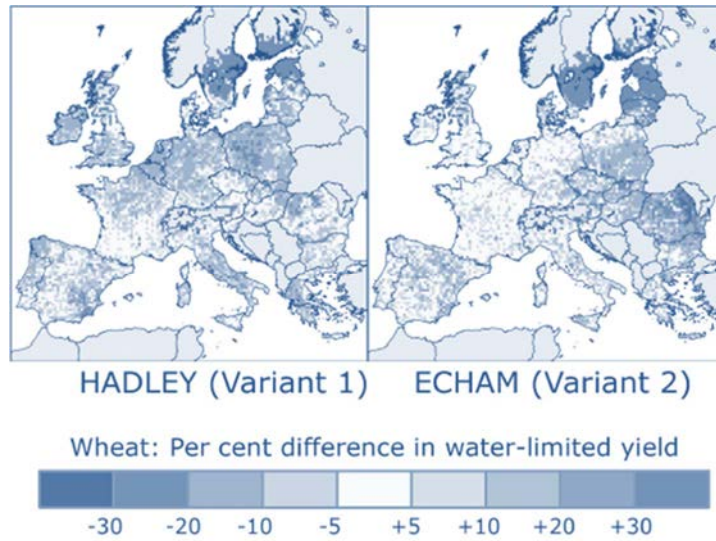 HADLEY (Variant 1) ECHAM (Variant 2)
Wheat: Per cent difference in water-limited yield
-30 -20 -10 -5 +5 +10 +20 +30